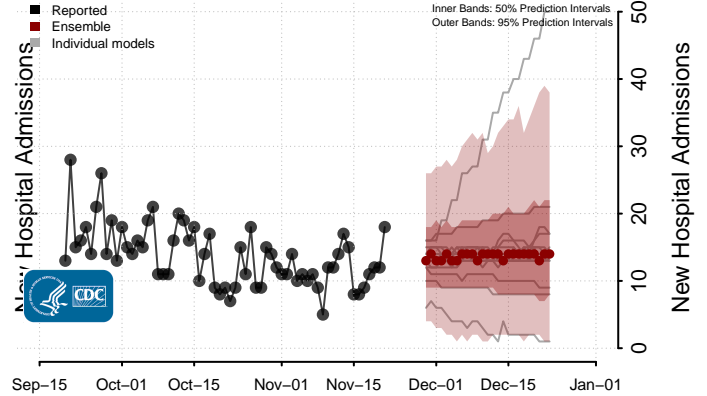 Reported
Ensemble
Individual models
Inner Bands: 50% Prediction Intervals
Outer Bands: 95% Prediction Intervals
New Hospital Admissions
CDC
0
10
20
30
40
50
New Hospital Admissions
Sep–15
Oct–01
Oct–15
Nov–01
Nov–15
Dec–01
Dec–15
Jan–01